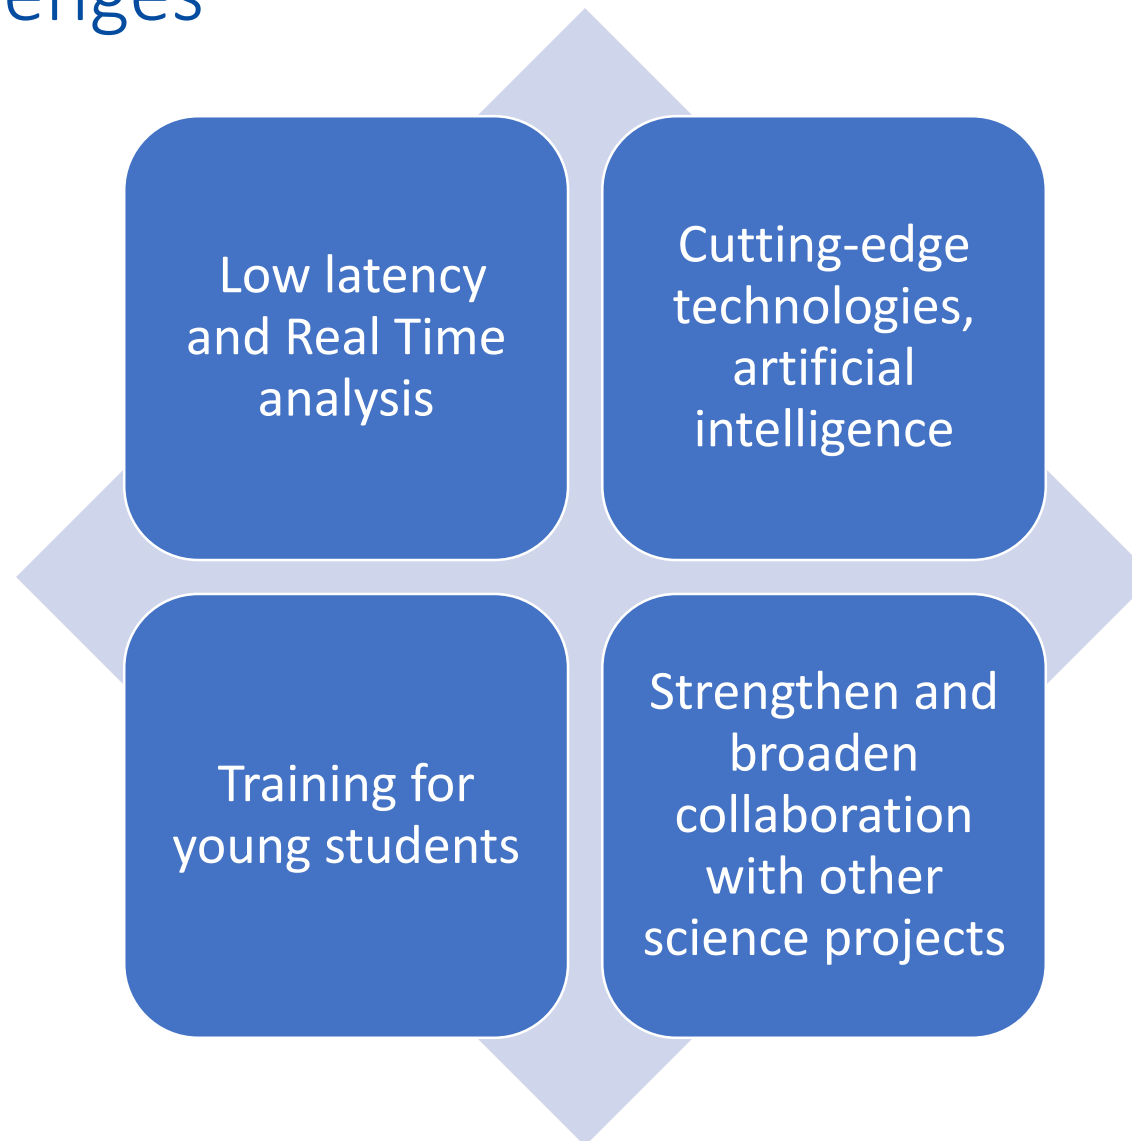 enges
Low latency
and Real Time
analysis
Cutting-edge
technologies,
artificial
intelligence
Training for
young students
Strengthen and
broaden
collaboration
with other
science projects